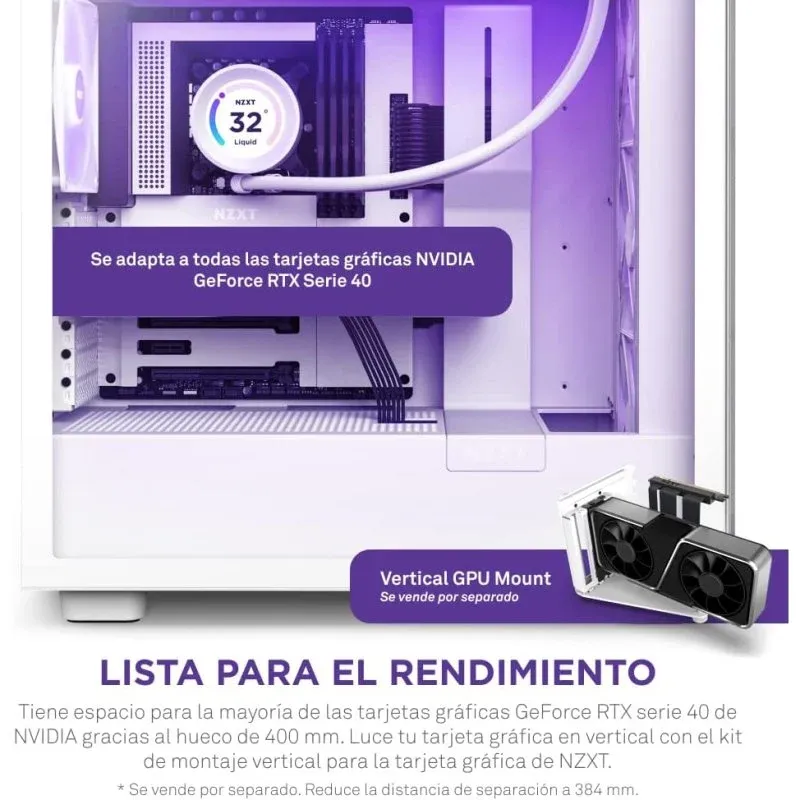 NZXT
32°
Liquid
NZXT
Se adapta a todas las tarjetas gráficas NVIDIA
GeForce RTX Serie 40
NZXT
Vertical GPU Mount
Se vende por separado
LISTA PARA EL RENDIMIENTO
Tiene espacio para la mayoría de las tarjetas gráficas GeForce RTX serie 40 de
NVIDIA gracias al hueco de 400 mm. Luce tu tarjeta gráfica en vertical con el kit
de montaje vertical para la tarjeta gráfica de NZXT.
* Se vende por separado. Reduce la distancia de separación a 384 mm.